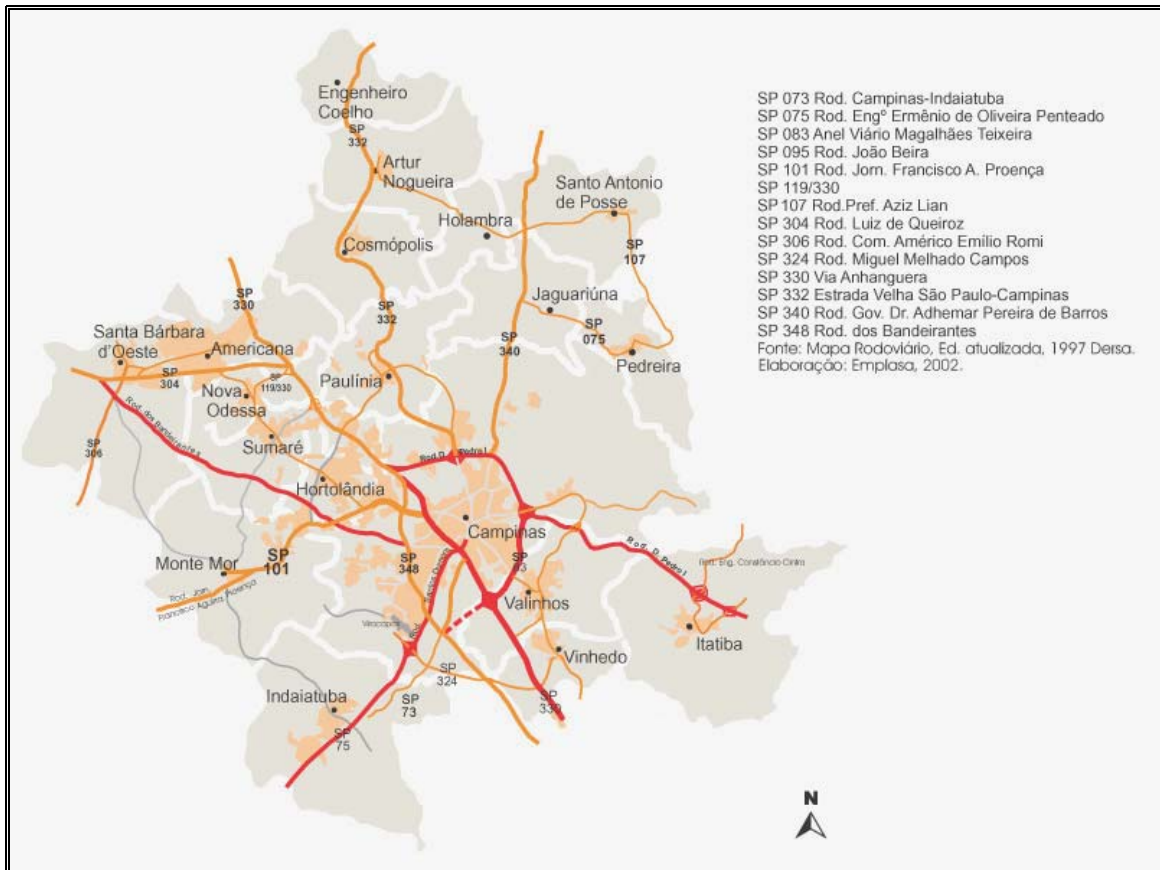 Engenheiro
Coelho
SP
332
Artur
Nogueira
Santo Antonio
de Posse
Holambra
Cosmópolis
SP
107
SP
330
SP
332
Jaguariúna
SP
075
SP
340
Pedreira
Santa Bárbara
d'Oeste
Americana
SP
304
SP
119/330
Paulínia
Nova
Odessa
Rod. dos Bandeirantes
SP
306
Sumaré
Rod. D. Pedro I
Hortolândia
Campinas
SP
101
SP
348
Rod. D. Pedro I
Monte Mor
Rod. Jorn.
Santos Dumont
Rod.
Valinhos
Viracopos
Itatiba
Vinhedo
SP
324
Indaiatuba
SP
73
SP
330
SP
75
SP 073 Rod. Campinas-Indaiatuba
SP 075 Rod. Engº Ermênio de Oliveira Penteado
SP 083 Anel Viário Magalhães Teixeira
SP 095 Rod. João Beira
SP 101 Rod. Jorn. Francisco A. Proença
SP 119/330
SP 107 Rod.Pref. Aziz Lian
SP 304 Rod. Luiz de Queiroz
SP 306 Rod. Com. Américo Emílio Romi
SP 324 Rod. Miguel Melhado Campos
SP 330 Via Anhanguera
SP 332 Estrada Velha São Paulo-Campinas
SP 340 Rod. Gov. Dr. Adhemar Pereira de Barros
SP 348 Rod. dos Bandeirantes
Fonte: Mapa Rodoviário, Ed. atualizada, 1997 Dersa.
Elaboração: Emplasa, 2002.
N